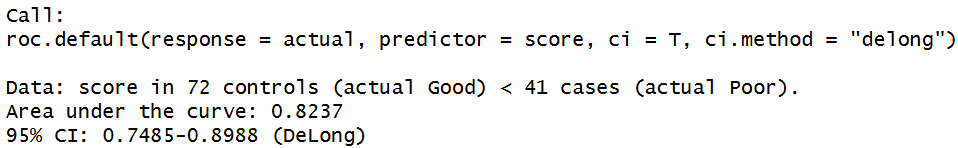 Call:
roc.default(response = actual, predictor = score, ci = T, ci.method = "delong")
Data: score in 72 controls (actual Good) < 41 cases (actual Poor).
Area under the curve: 0.8237
95% CI: 0.7485-0.8988 (DeLong)